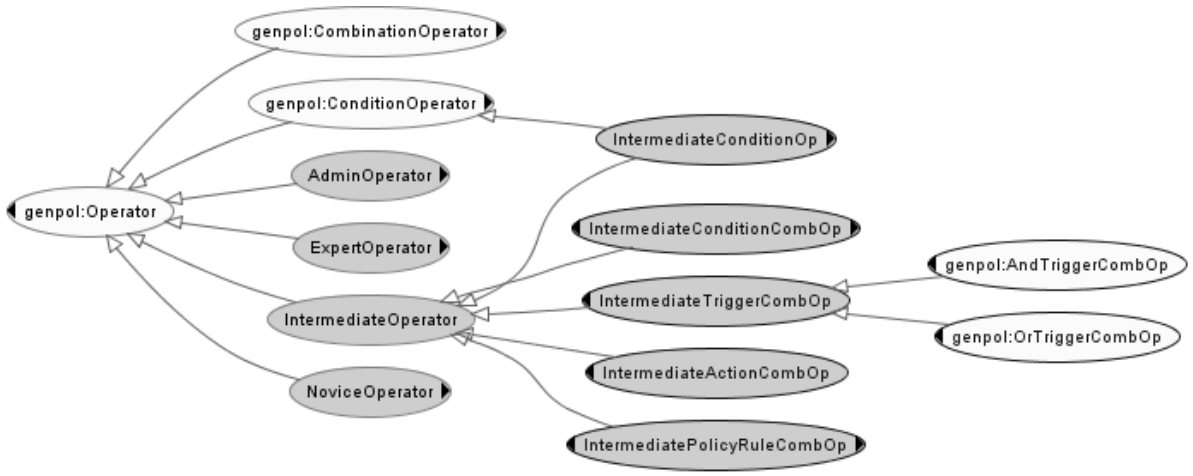 genpol:CombinationOperator
genpol:ConditionOperator
IntermediateConditionOp
AdminOperator
genpol:Operator
IntermediateConditionCombOp
ExpertOperator
genpol:AndTriggerCombOp
IntermediateTriggerCombOp
IntermediateOperator
genpol:OrTriggerCombOp
IntermediateActionCombOp
NoviceOperator
IntermediatePolicyRuleCombOp